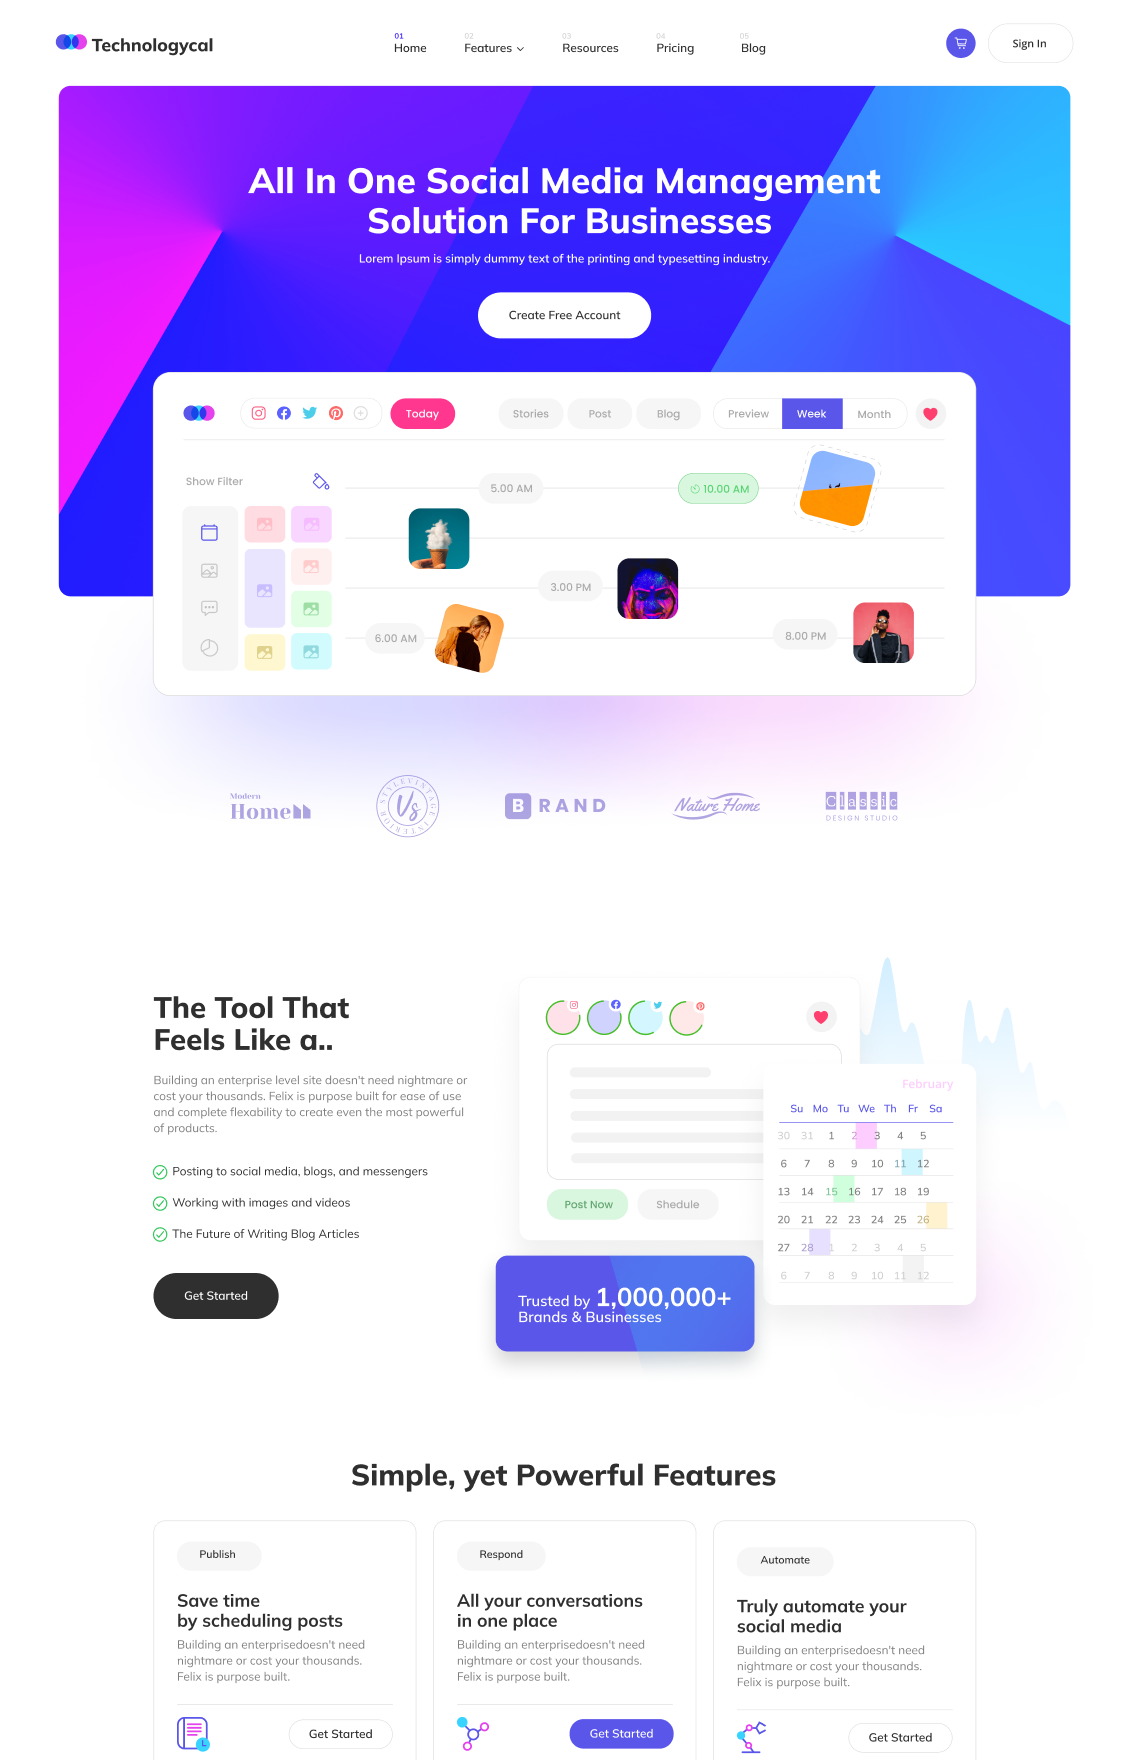 Technologycal
01
Home
02
Features
03
Resources
04
Pricing
05
Blog
Sign In
All In One Social Media Management
Solution For Businesses
Lorem Ipsum is simply dummy text of the printing and typesetting industry.
Create Free Account
Today
Stories
Post
Blog
Preview
Week
Month
Show Filter
5.00 AM
10.00 AM
3.00 PM
6.00 AM
8.00 PM
Modern
Home
STYLEVINTAGE INTERIOR
Vs
B RAND
Nature Home
Classic
DESIGN STUDIO
The Tool That
Feels Like a..
Building an enterprise level site doesn't need nightmare or
cost your thousands. Felix is purpose built for ease of use
and complete flexability to create even the most powerful
of products.
Posting to social media, blogs, and messengers
Working with images and videos
The Future of Writing Blog Articles
Get Started
Post Now
Shedule
February
Su Mo Tu We Th Fr Sa
30 31 1 2 3 4 5
6 7 8 9 10 11 12
13 14 15 16 17 18 19
20 21 22 23 24 25 26
27 28 1 2 3 4 5
6 7 8 9 10 11 12
Trusted by 1,000,000+
Brands & Businesses
Simple, yet Powerful Features
Publish
Save time
by scheduling posts
Building an enterprisedoesn't need
nightmare or cost your thousands.
Felix is purpose built.
Get Started
Respond
All your conversations
in one place
Building an enterprisedoesn't need
nightmare or cost your thousands.
Felix is purpose built.
Get Started
Automate
Truly automate your
social media
Building an enterprisedoesn't need
nightmare or cost your thousands.
Felix is purpose built.
Get Started